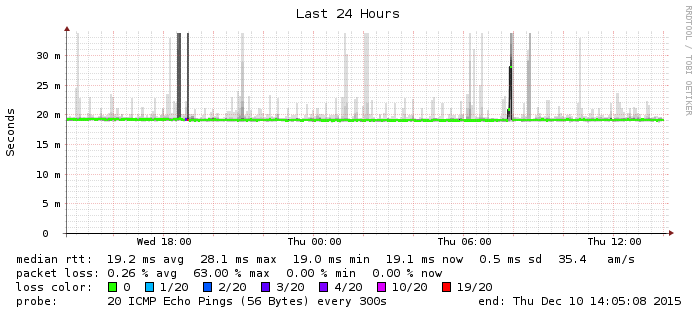 Last 24 Hours
RRDTOOL / TOBI OETIKER
Seconds
30 m
25 m
20 m
15 m
10 m
5 m
0
Wed 18:00 Thu 00:00 Thu 06:00 Thu 12:00
median rtt: 19.2 ms avg 28.1 ms max 19.0 ms min 19.1 ms now 0.5 ms sd 35.4 am/s
packet loss: 0.26 % avg 63.00 % max 0.00 % min 0.00 % now
loss color: 0 1/20 2/20 3/20 4/20 10/20 19/20
probe: 20 ICMP Echo Pings (56 Bytes) every 300s end: Thu Dec 10 14:05:08 2015